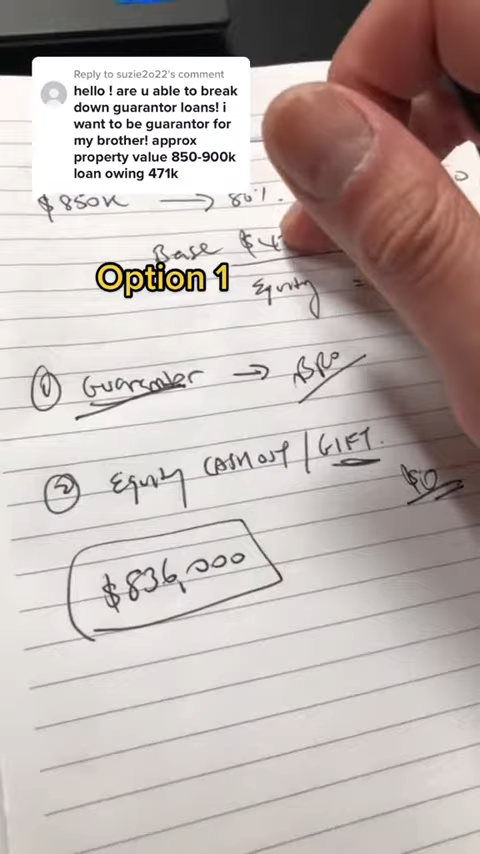 Reply to suzie2o22's comment
hello ! are u able to break
down guarantor loans! i
want to be guarantor for
my brother! approx
property value 850-900k
loan owing 471k
$850K → 80%.
Base $4
Option 1
Equity =
① Guarantor → BRO
② Equity CASH OUT / GIFT.
$0
$836,000